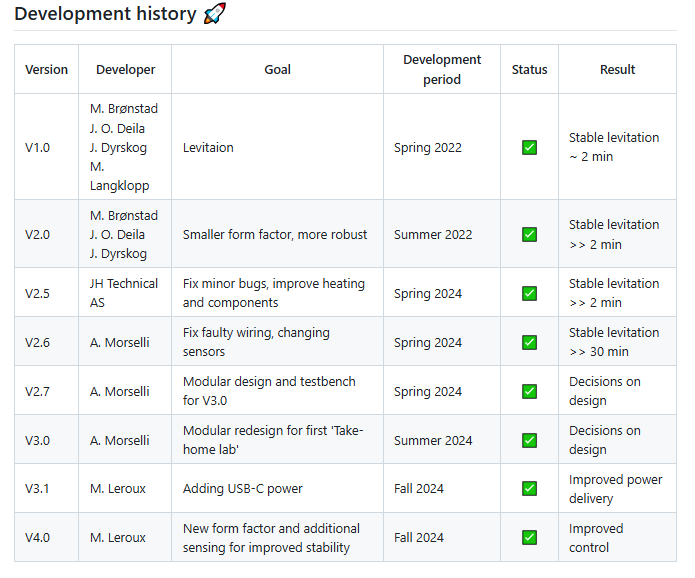 Development history 🚀
Version Developer Goal Development period Status Result
V1.0
M. Brønstad
J. O. Deila
J. Dyrskog
M.
Langklopp
Levitaion
Spring 2022
✅
Stable levitation
~ 2 min
V2.0
M. Brønstad
J. O. Deila
J. Dyrskog
Smaller form factor, more robust
Summer 2022
✅
Stable levitation
>> 2 min
V2.5
JH Technical
AS
Fix minor bugs, improve heating
and components
Spring 2024
✅
Stable levitation
>> 2 min
V2.6
A. Morselli
Fix faulty wiring, changing
sensors
Spring 2024
✅
Stable levitation
>> 30 min
V2.7
A. Morselli
Modular design and testbench
for V3.0
Spring 2024
✅
Decisions on
design
V3.0
A. Morselli
Modular redesign for first 'Take-
home lab'
Summer 2024
✅
Decisions on
design
V3.1
M. Leroux
Adding USB-C power
Fall 2024
✅
Improved power
delivery
V4.0
M. Leroux
New form factor and additional
sensing for improved stability
Fall 2024
✅
Improved
control